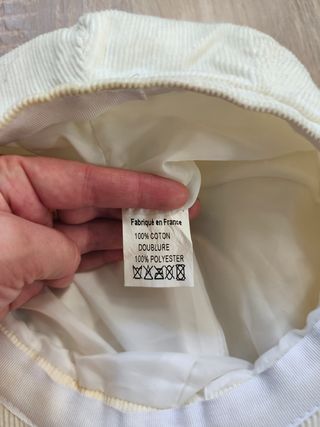 Fabriqué en France
100% COTON
DOUBLURE
100% POLYESTER